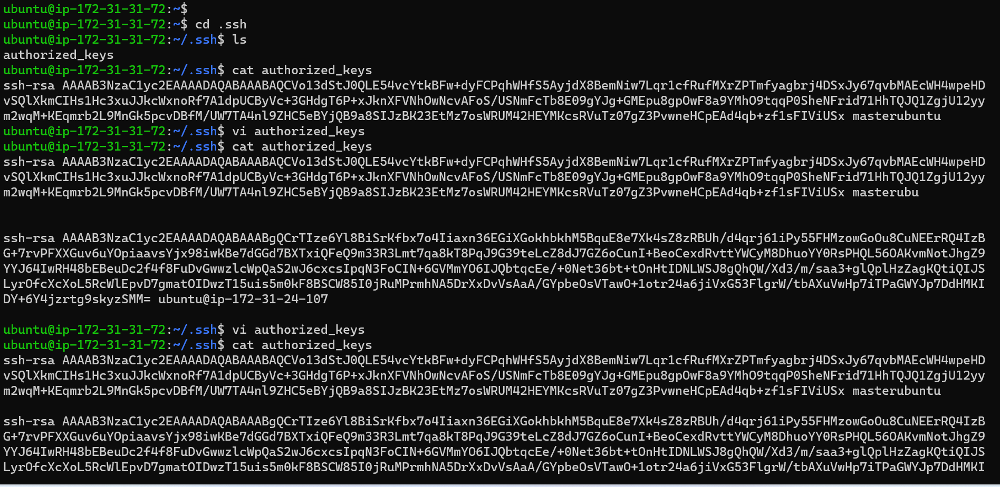 ubuntu@ip-172-31-31-72:~$
ubuntu@ip-172-31-31-72:~$ cd .ssh
ubuntu@ip-172-31-31-72:~/.ssh$ ls
authorized_keys
ubuntu@ip-172-31-31-72:~/.ssh$ cat authorized_keys
ssh-rsa AAAAB3NzaC1yc2EAAAADAQABAAABAQCVo13dStJ0QLE54vcYtkBFw+dyFCPqhWHfS5AyjdX8BemNiw7Lqr1cfRufMXrZPTmfyagbrj4DSxJy67qvbMAEcWH4wpeHD
vSQlXkmCIHs1Hc3xuJJkcWxnoRf7A1dpUCByVc+3GHdgT6P+xJknXFVNhOwNcvAFoS/USNmFcTb8E09gYJg+GMEpu8gpOwF8a9YMhO9tqqP0SheNFrid71HhTQJQ1ZgjU12yy
m2wqM+KEqmrb2L9MnGk5pcvDBfM/UW7TA4nl9ZHC5eBYjQB9a8SIJzBK23EtMz7osWRUM42HEYMKcsRVuTz07gZ3PvwneHCpEAd4qb+zf1sFIViUSx masterubuntu
ubuntu@ip-172-31-31-72:~/.ssh$ vi authorized_keys
ubuntu@ip-172-31-31-72:~/.ssh$ cat authorized_keys
ssh-rsa AAAAB3NzaC1yc2EAAAADAQABAAABAQCVo13dStJ0QLE54vcYtkBFw+dyFCPqhWHfS5AyjdX8BemNiw7Lqr1cfRufMXrZPTmfyagbrj4DSxJy67qvbMAEcWH4wpeHD
vSQlXkmCIHs1Hc3xuJJkcWxnoRf7A1dpUCByVc+3GHdgT6P+xJknXFVNhOwNcvAFoS/USNmFcTb8E09gYJg+GMEpu8gpOwF8a9YMhO9tqqP0SheNFrid71HhTQJQ1ZgjU12yy
m2wqM+KEqmrb2L9MnGk5pcvDBfM/UW7TA4nl9ZHC5eBYjQB9a8SIJzBK23EtMz7osWRUM42HEYMKcsRVuTz07gZ3PvwneHCpEAd4qb+zf1sFIViUSx masterubu
ssh-rsa AAAAB3NzaC1yc2EAAAADAQABAAABgQCrTIze6Yl8BiSrKfbx7o4Iiaxn36EGiXGokhbkhM5BquE8e7Xk4sZ8zRBUh/d4qrj61iPy55FHMzowGoOu8CuNEErRQ4IzB
G+7rvPFXXGuv6uYOpiaavsYjx98iwKBe7dGGd7BXTxiQFeQ9m33R3Lmt7qa8kT8PqJ9G39teLcZ8dJ7GZ6oCunI+BeoCexdRvttYWCyM8DhuoYY0RsPHQL56OAKvmNotJhgZ9
YYJ64IwRH48bEBeuDc2f4f8FuDvGwwzlcWpQaS2wJ6cxcsIpqN3FoCIN+6GVMmYO6IJQbtqcEe/+0Net36bt+tOnHtIDNLWSJ8gQhQW/Xd3/m/saa3+glQplHzZagKQtiQIJS
LyrOfcXcXoL5RcWlEpvD7gmatOIDwzT15uis5m0kF8BSCW85I0jRuMPrmhNA5DrXxDvVsAaA/GYpbeOsVTawO+1otr24a6jiVxG53FlgrW/tbAXuVwHp7iTPaGWYJp7DdHMKI
DY+6Y4jzrtg9skyzSMM= ubuntu@ip-172-31-24-107
ubuntu@ip-172-31-31-72:~/.ssh$ vi authorized_keys
ubuntu@ip-172-31-31-72:~/.ssh$ cat authorized_keys
ssh-rsa AAAAB3NzaC1yc2EAAAADAQABAAABAQCVo13dStJ0QLE54vcYtkBFw+dyFCPqhWHfS5AyjdX8BemNiw7Lqr1cfRufMXrZPTmfyagbrj4DSxJy67qvbMAEcWH4wpeHD
vSQlXkmCIHs1Hc3xuJJkcWxnoRf7A1dpUCByVc+3GHdgT6P+xJknXFVNhOwNcvAFoS/USNmFcTb8E09gYJg+GMEpu8gpOwF8a9YMhO9tqqP0SheNFrid71HhTQJQ1ZgjU12yy
m2wqM+KEqmrb2L9MnGk5pcvDBfM/UW7TA4nl9ZHC5eBYjQB9a8SIJzBK23EtMz7osWRUM42HEYMKcsRVuTz07gZ3PvwneHCpEAd4qb+zf1sFIViUSx masterubuntu
ssh-rsa AAAAB3NzaC1yc2EAAAADAQABAAABgQCrTIze6Yl8BiSrKfbx7o4Iiaxn36EGiXGokhbkhM5BquE8e7Xk4sZ8zRBUh/d4qrj61iPy55FHMzowGoOu8CuNEErRQ4IzB
G+7rvPFXXGuv6uYOpiaavsYjx98iwKBe7dGGd7BXTxiQFeQ9m33R3Lmt7qa8kT8PqJ9G39teLcZ8dJ7GZ6oCunI+BeoCexdRvttYWCyM8DhuoYY0RsPHQL56OAKvmNotJhgZ9
YYJ64IwRH48bEBeuDc2f4f8FuDvGwwzlcWpQaS2wJ6cxcsIpqN3FoCIN+6GVMmYO6IJQbtqcEe/+0Net36bt+tOnHtIDNLWSJ8gQhQW/Xd3/m/saa3+glQplHzZagKQtiQIJS
LyrOfcXcXoL5RcWlEpvD7gmatOIDwzT15uis5m0kF8BSCW85I0jRuMPrmhNA5DrXxDvVsAaA/GYpbeOsVTawO+1otr24a6jiVxG53FlgrW/tbAXuVwHp7iTPaGWYJp7DdHMKI